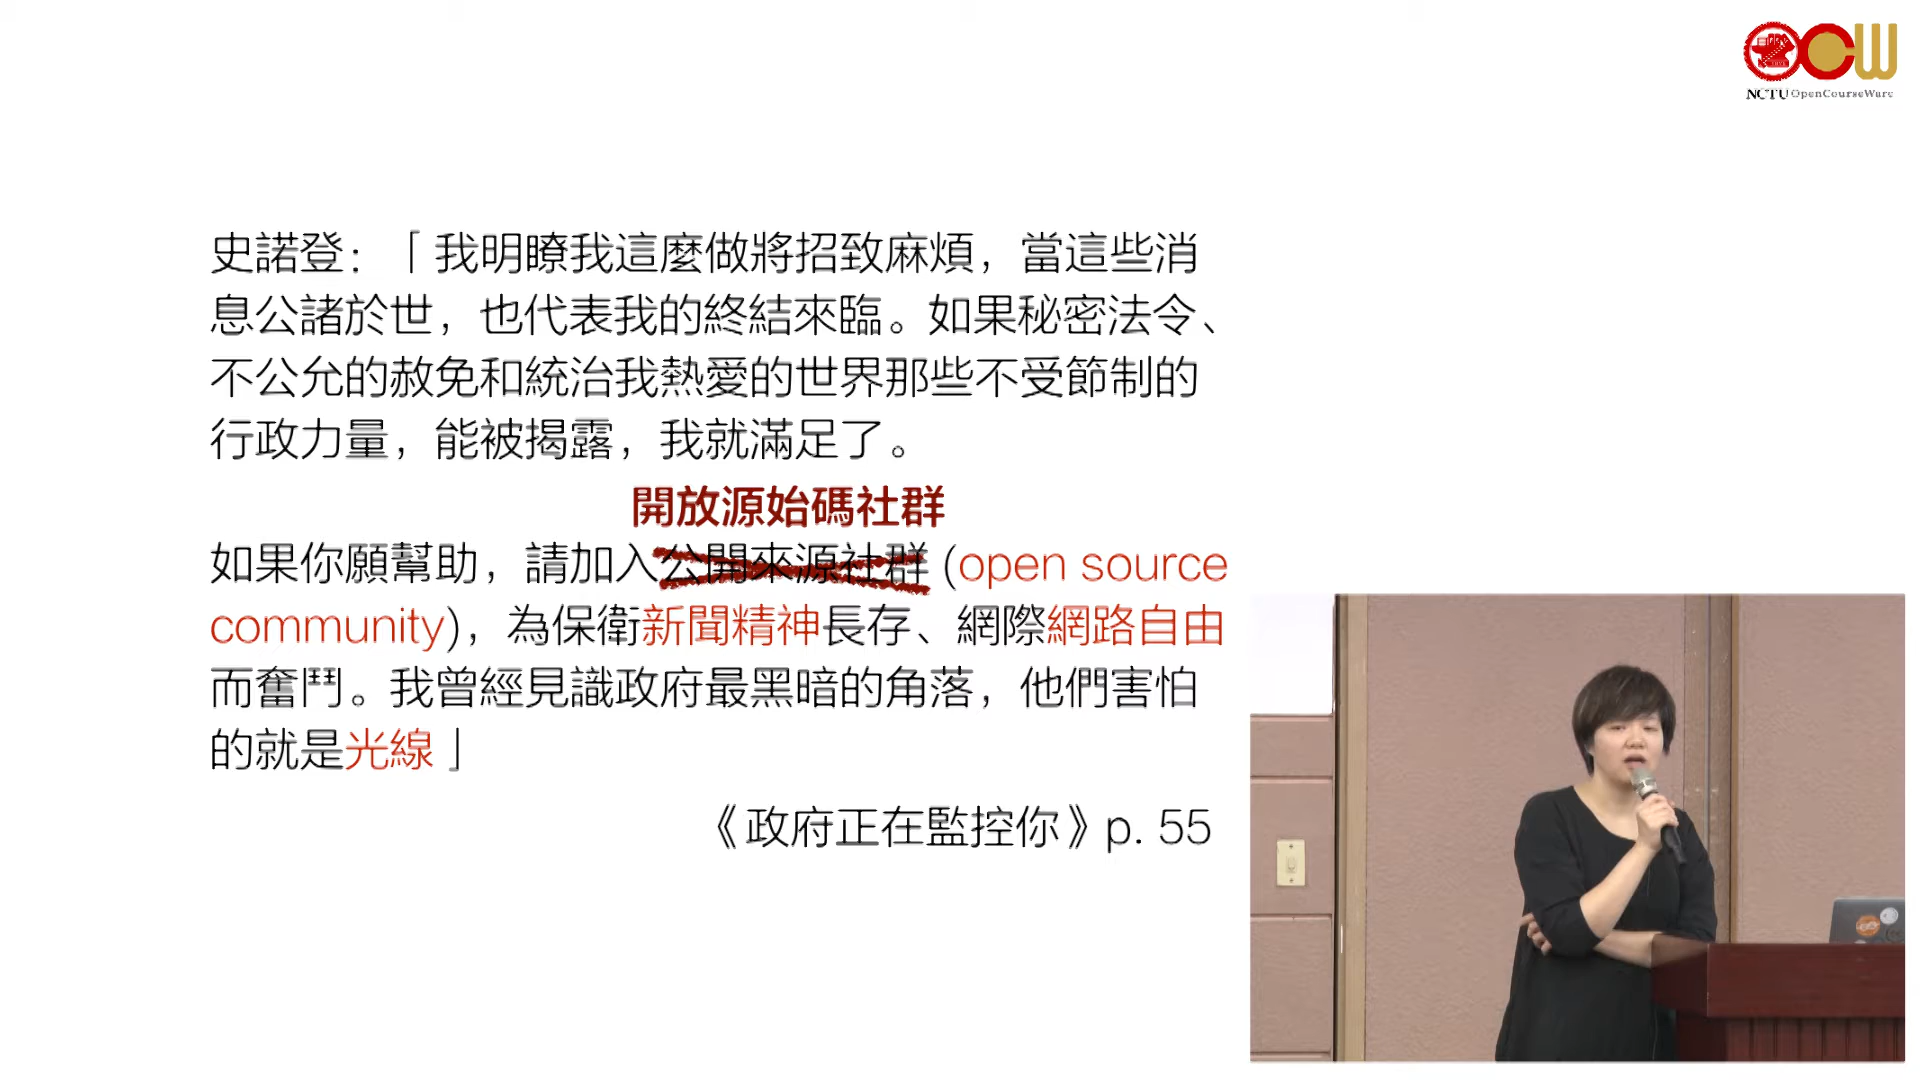 NCTU OpenCourseWare
史諾登：「我明瞭我這麼做將招致麻煩，當這些消
息公諸於世，也代表我的終結來臨。如果秘密法令、
不公允的赦免和統治我熱愛的世界那些不受節制的
行政力量，能被揭露，我就滿足了。
開放源始碼社群
如果你願幫助，請加入公開來源社群 (open source
community)，為保衛新聞精神長存、網際網路自由
而奮鬥。我曾經見識政府最黑暗的角落，他們害怕
的就是光線」
《政府正在監控你》p. 55